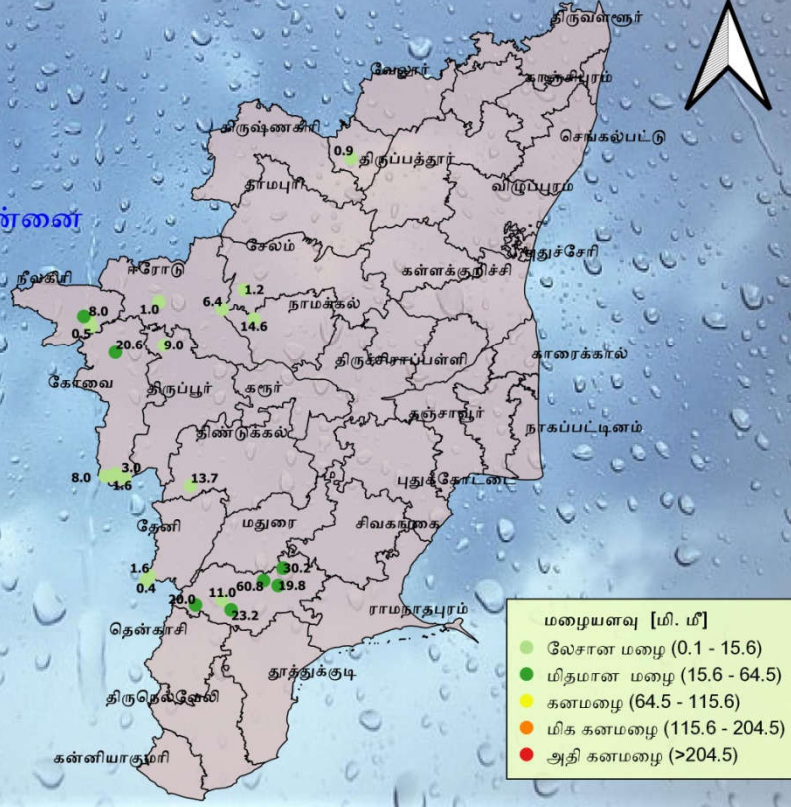 திருவள்ளூர்
வேலூர்
காஞ்சிபுரம்
கிருஷ்ணகிரி
செங்கல்பட்டு
0.9
திருப்பத்தூர்
தர்மபுரி
விழுப்புரம்
ன்னை
சேலம்
புதுச்சேரி
நீலகிரி
ஈரோடு
கள்ளக்குறிச்சி
1.2
8.0
1.0
6.4
நாமக்கல்
14.6
0.5
20.6
9.0
திருச்சிராப்பள்ளி
காரைக்கால்
கோவை
திருப்பூர்
கரூர்
தஞ்சாவூர்
நாகப்பட்டினம்
திண்டுக்கல்
3.0
8.0
1.6
13.7
புதுக்கோட்டை
தேனி
மதுரை
சிவகங்கை
1.6
0.4
30.2
60.8
19.8
11.0
20.0
23.2
ராமநாதபுரம்
தென்காசி
தூத்துக்குடி
திருநெல்வேலி
கன்னியாகுமரி
மழையளவு [மி. மீ]
லேசான மழை (0.1 - 15.6)
மிதமான மழை (15.6 - 64.5)
கனமழை (64.5 - 115.6)
மிக கனமழை (115.6 - 204.5)
அதி கனமழை (>204.5)